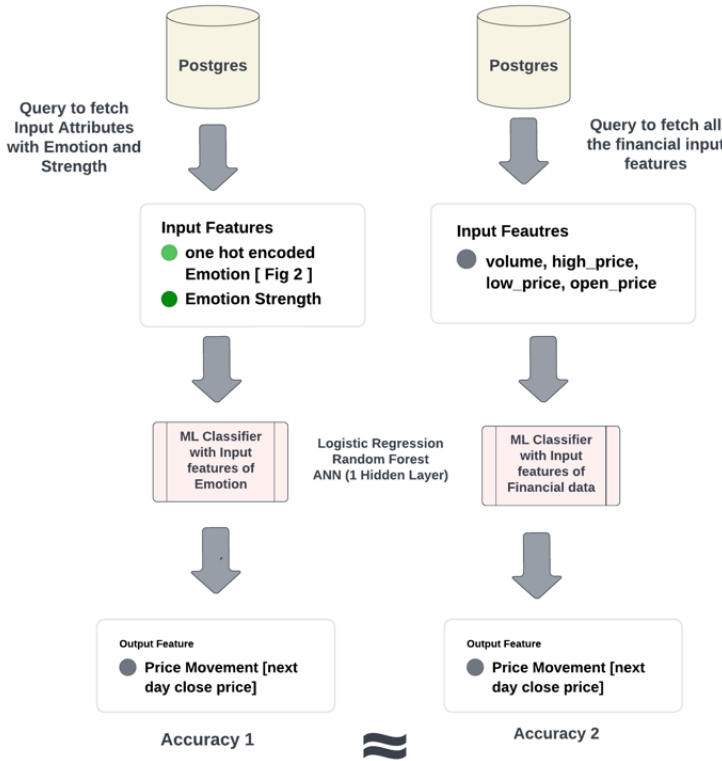 Postgres
Postgres
Query to fetch
Input Attributes
with Emotion and
Strength
Query to fetch all
the financial input
features
Input Features
one hot encoded
Emotion [ Fig 2 ]
Emotion Strength
Input Feautres
volume, high_price,
low_price, open_price
ML Classifier
with Input
features of
Emotion
Logistic Regression
Random Forest
ANN (1 Hidden Layer)
ML Classifier
with Input
features of
Financial data
Output Feature
Price Movement [next
day close price]
Output Feature
Price Movement [next
day close price]
Accuracy 1
≈
Accuracy 2